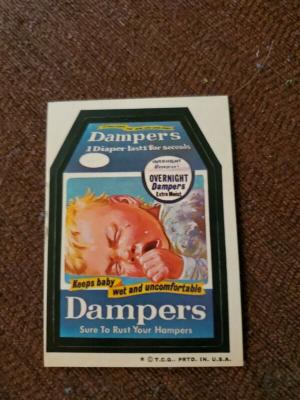 Dampers
1 Diaper lasts for seconds
OVERNIGHT
Dampers
Extra Moist
Keeps baby
wet and uncomfortable
Dampers
Sure To Rust Your Hampers
* © T.C.G. PRTD. IN U.S.A.